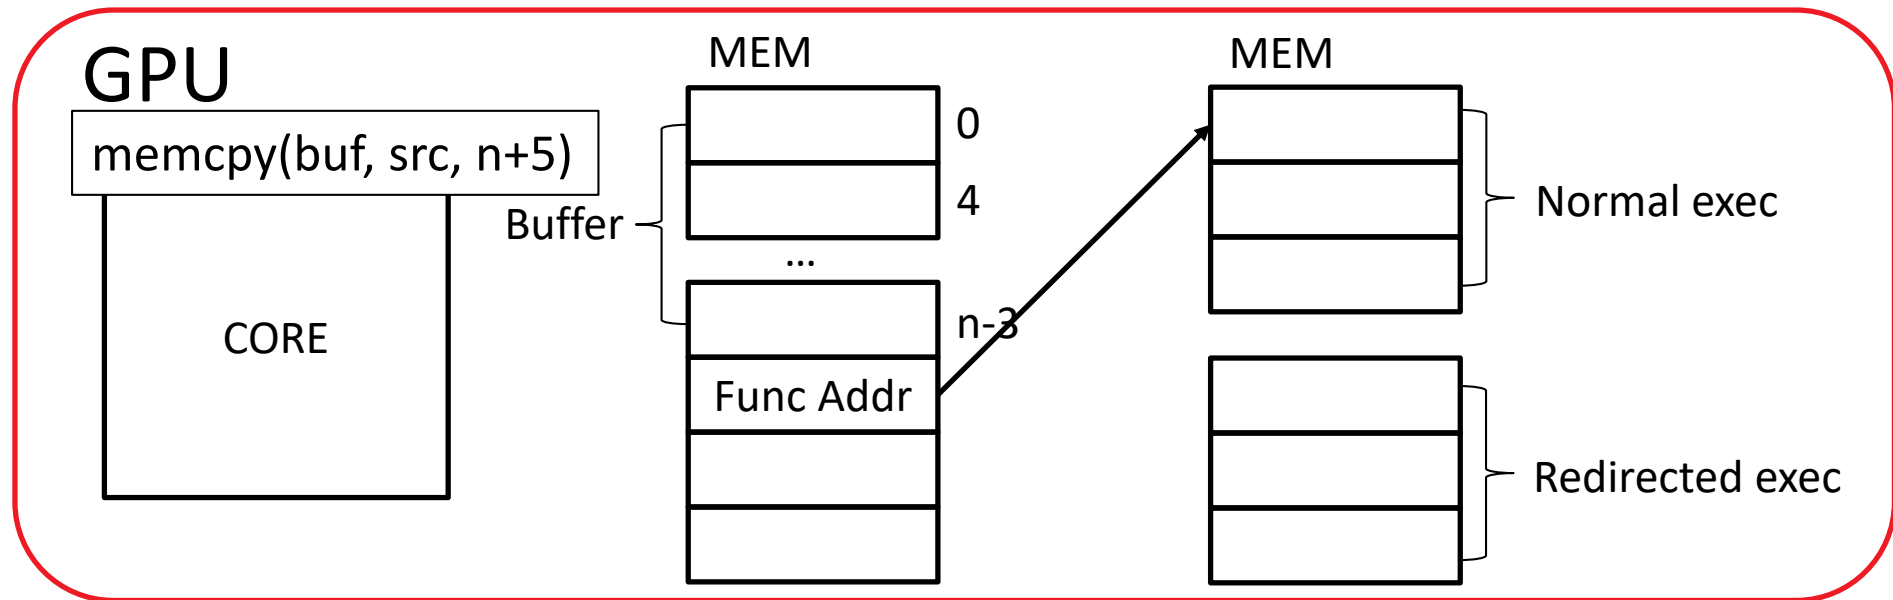 GPU
memcpy(buf, src, n+5)
CORE
Buffer
MEM
0
4
...
n-3
Func Addr
MEM
Normal exec
Redirected exec